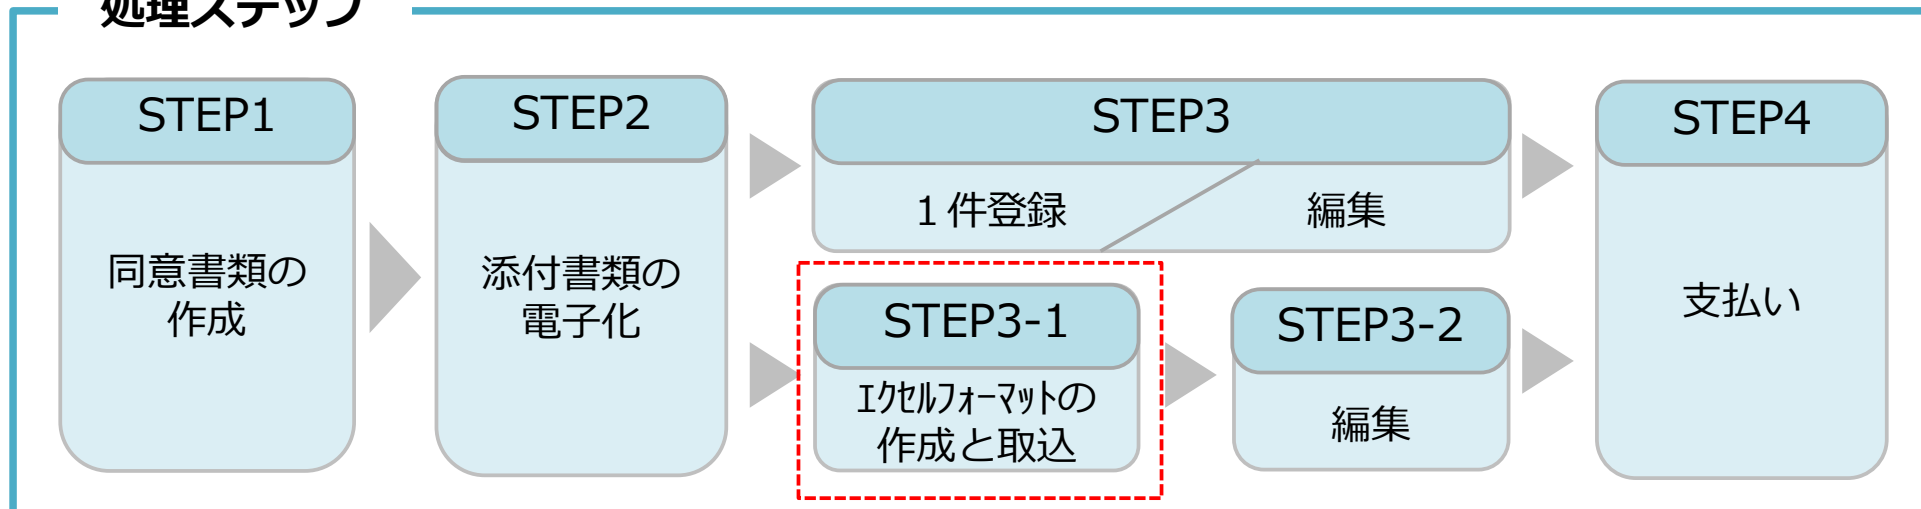 処理ステップ
STEP1
同意書類の
作成
STEP2
添付書類の
電子化
STEP3
１件登録
編集
STEP3-1
ｴｸｾﾙﾌｫｰﾏｯﾄの
作成と取込
STEP3-2
編集
STEP4
支払い